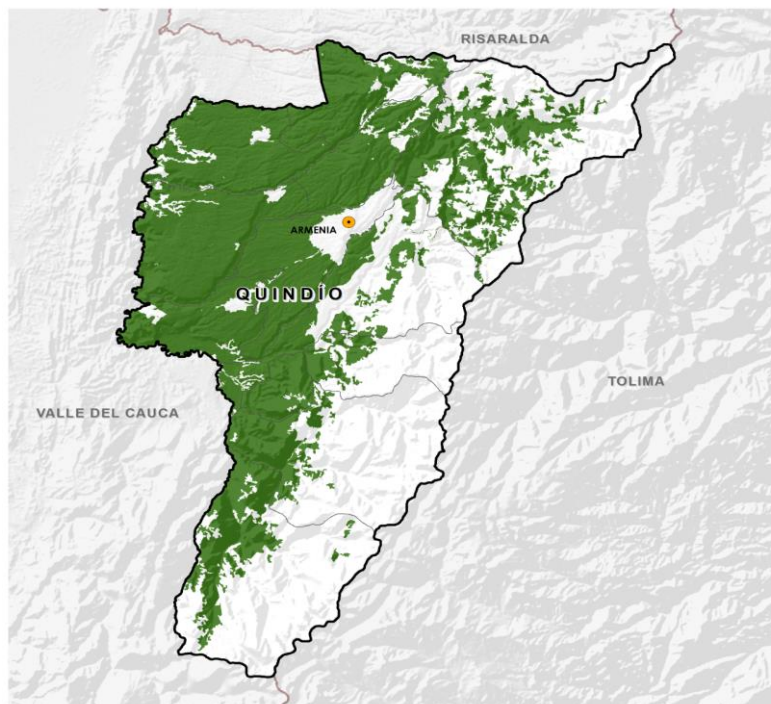 RISARALDA
ARMENIA
QUINDÍO
TOLIMA
VALLE DEL CAUCA